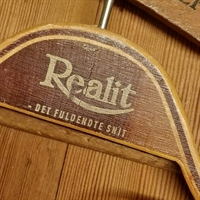 Realit
- DET FULDENDTE SNIT